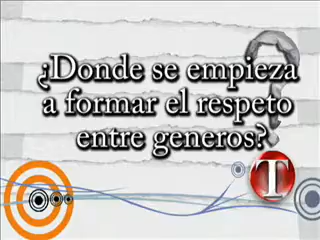 ¿Donde se empieza
a formar el respeto
entre generos?
T